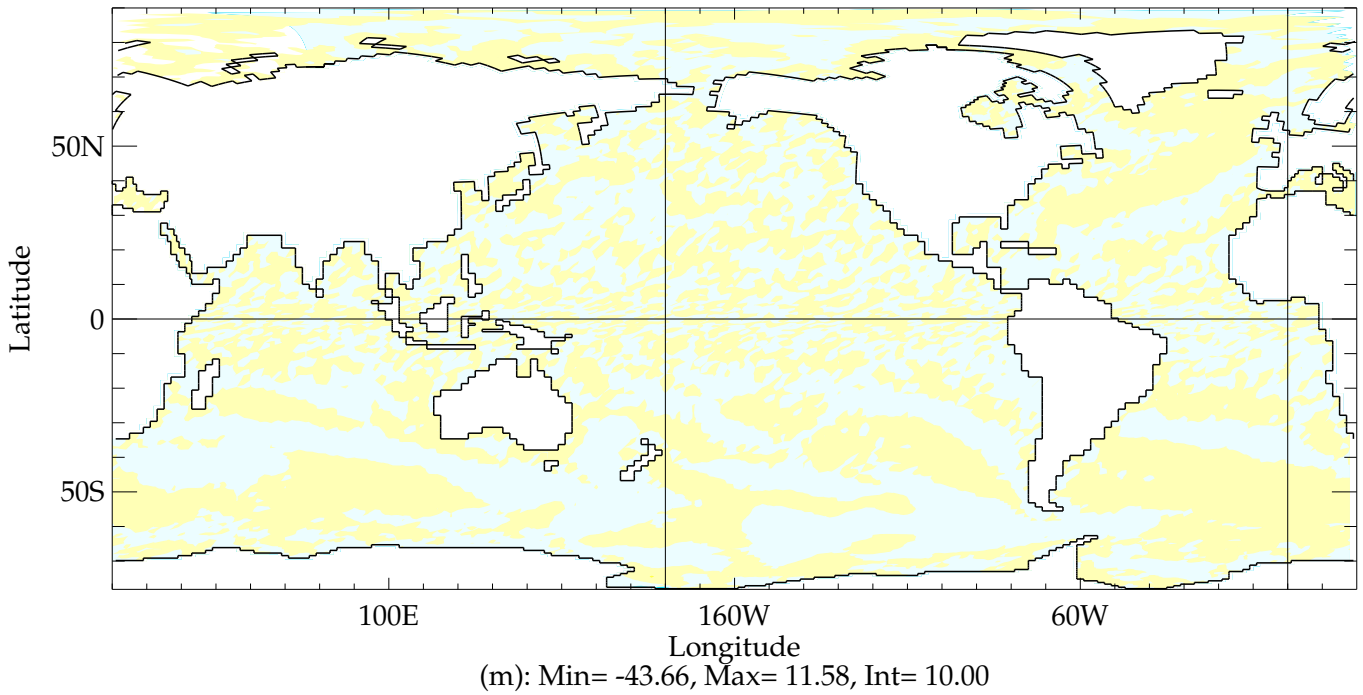 Latitude
50N
0
50S
100E 160W 60W
Longitude
(m): Min= -43.66, Max= 11.58, Int= 10.00